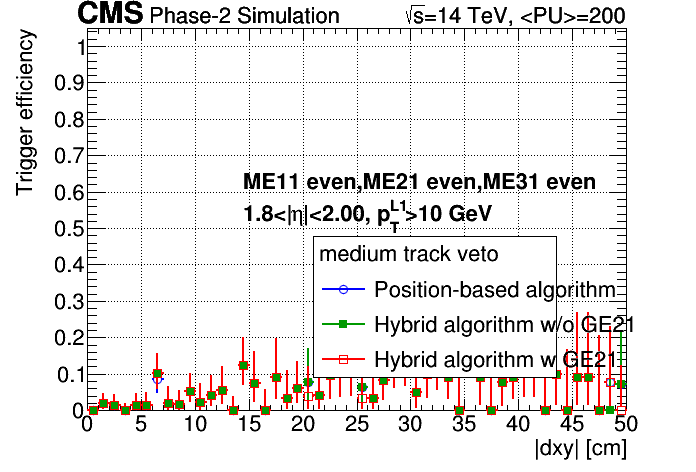 CMS Phase-2 Simulation √s=14 TeV, <PU>=200
Trigger efficiency
1
0.9
0.8
0.7
0.6
0.5
0.4
0.3
0.2
0.1
0
ME11 even,ME21 even,ME31 even
1.8<|η|<2.00, p_T^L1>10 GeV
medium track veto
Position-based algorithm
Hybrid algorithm w/o GE21
Hybrid algorithm w GE21
0 5 10 15 20 25 30 35 40 45 50
|dxy| [cm]